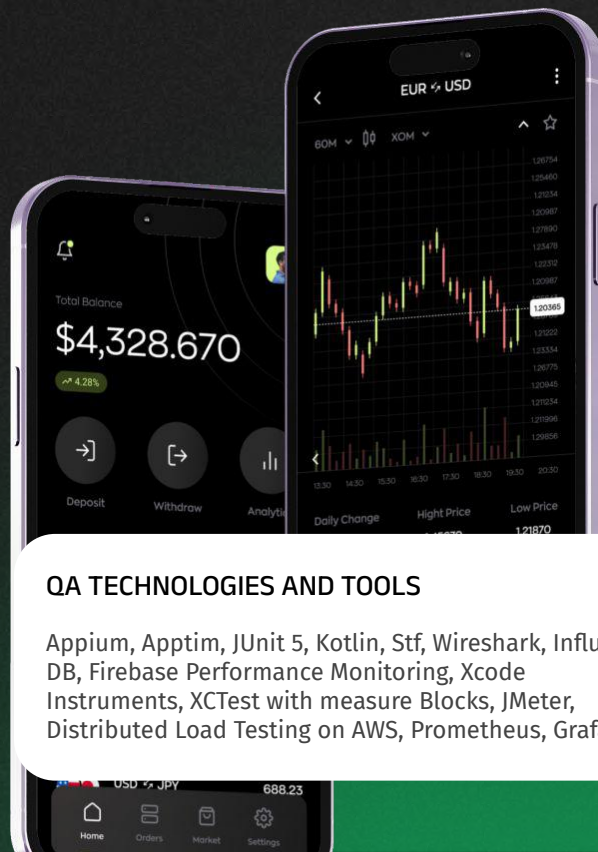 EUR USD
60M XOM
1.26754
1.25460
1.21234
1.20987
1.27890
1.23478
1.22312
1.20987
1.20365
1.21222
1.23334
1.26775
1.20945
1.211234
1.211996
1.29856
13:30 14:30 15:30 16:30 17:30 18:30 19:30 20:30
Daily Change Hight Price Low Price
1.21870
Total Balance
$4,328.670
4.28%
Deposit Withdraw
QA TECHNOLOGIES AND TOOLS
Appium, Apptim, JUnit 5, Kotlin, Stf, Wireshark, Influ
DB, Firebase Performance Monitoring, Xcode
Instruments, XCTest with measure Blocks, JMeter,
Distributed Load Testing on AWS, Prometheus, Graf
USD JPY 688.23
Home Orders Market Settings